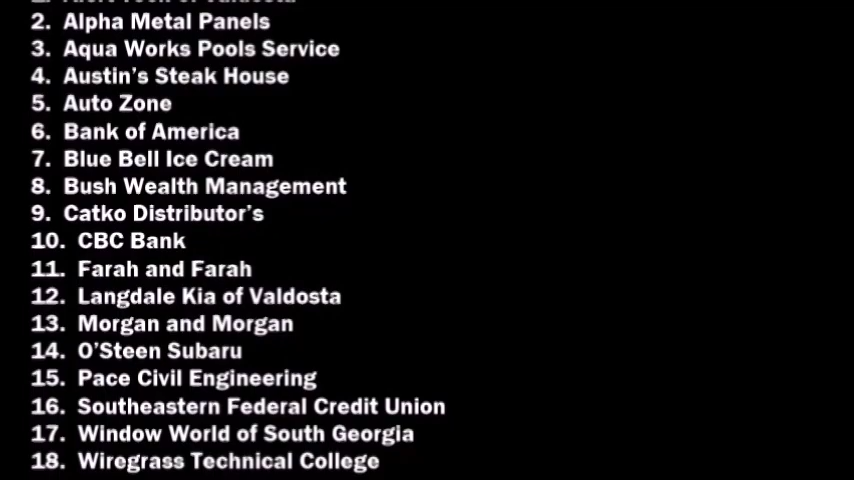 2. Alpha Metal Panels
3. Aqua Works Pools Service
4. Austin's Steak House
5. Auto Zone
6. Bank of America
7. Blue Bell Ice Cream
8. Bush Wealth Management
9. Catko Distributor's
10. CBC Bank
11. Farah and Farah
12. Langdale Kia of Valdosta
13. Morgan and Morgan
14. O'Steen Subaru
15. Pace Civil Engineering
16. Southeastern Federal Credit Union
17. Window World of South Georgia
18. Wiregrass Technical College